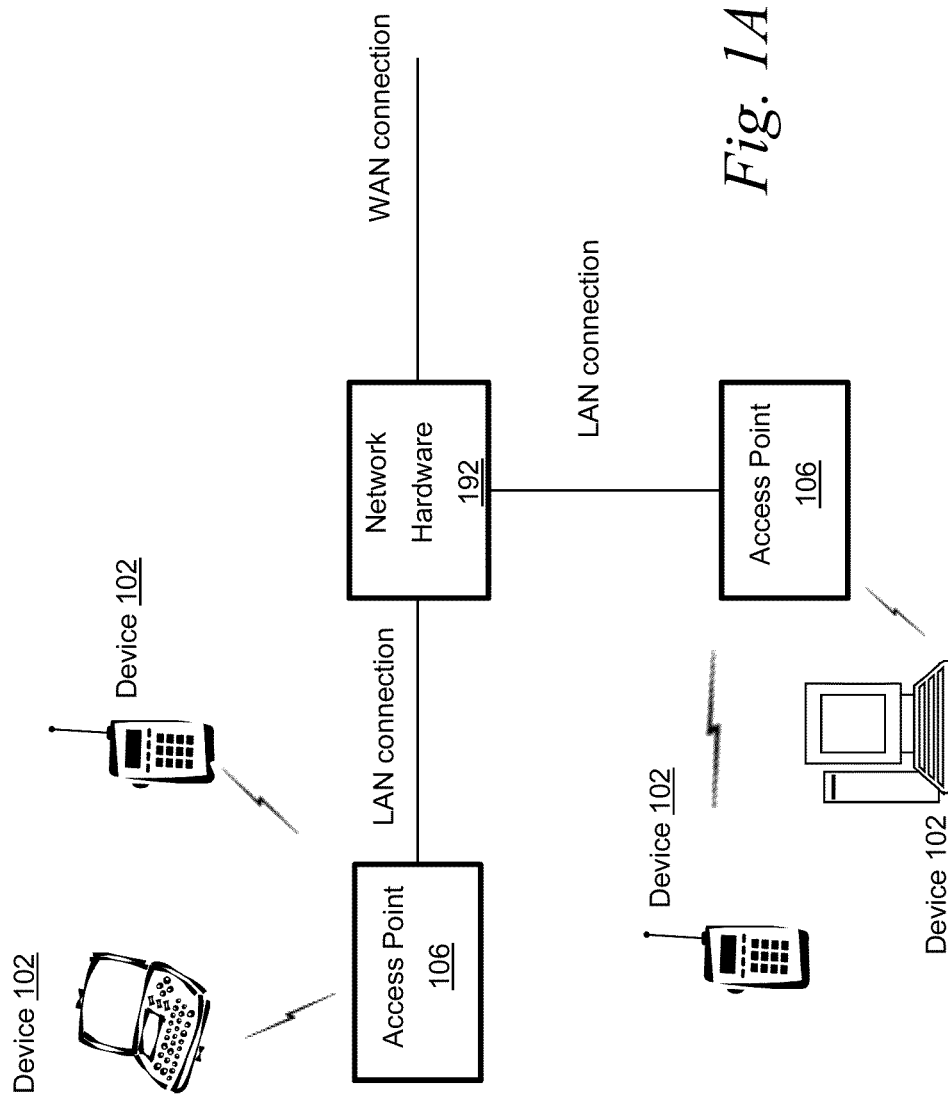 Device 102
Device 102
Access Point
106
LAN connection
Network
Hardware
192
WAN connection
LAN connection
Device 102
Access Point
106
Device 102
Fig. 1A